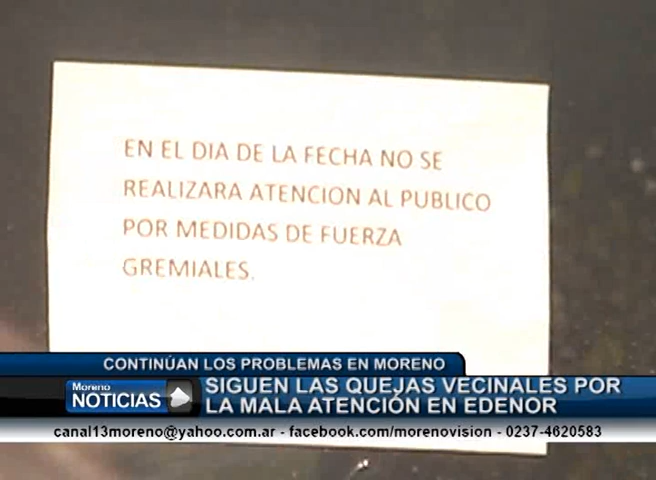 EN EL DIA DE LA FECHA NO SE
REALIZARA ATENCION AL PUBLICO
POR MEDIDAS DE FUERZA
GREMIALES.
CONTINÚAN LOS PROBLEMAS EN MORENO
Moreno
NOTICIAS
SIGUEN LAS QUEJAS VECINALES POR
LA MALA ATENCIÓN EN EDENOR
canal13moreno@yahoo.com.ar - facebook.com/morenovision - 0237-4620583